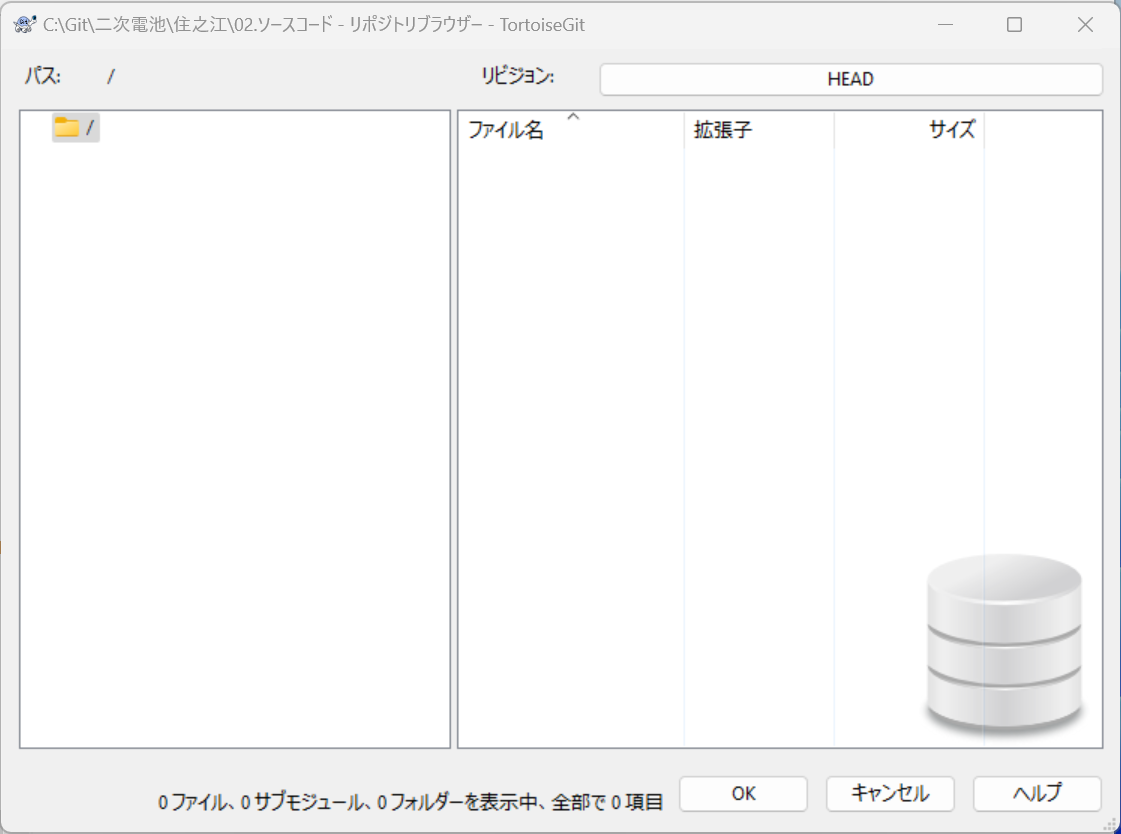 C:\Git\二次電池\住之江\02.ソースコード - リポジトリブラウザー - TortoiseGit
パス: / リビジョン: HEAD
/
ファイル名 拡張子 サイズ
0 ファイル、0 サブモジュール、0 フォルダーを表示中、全部で 0 項目 OK キャンセル ヘルプ